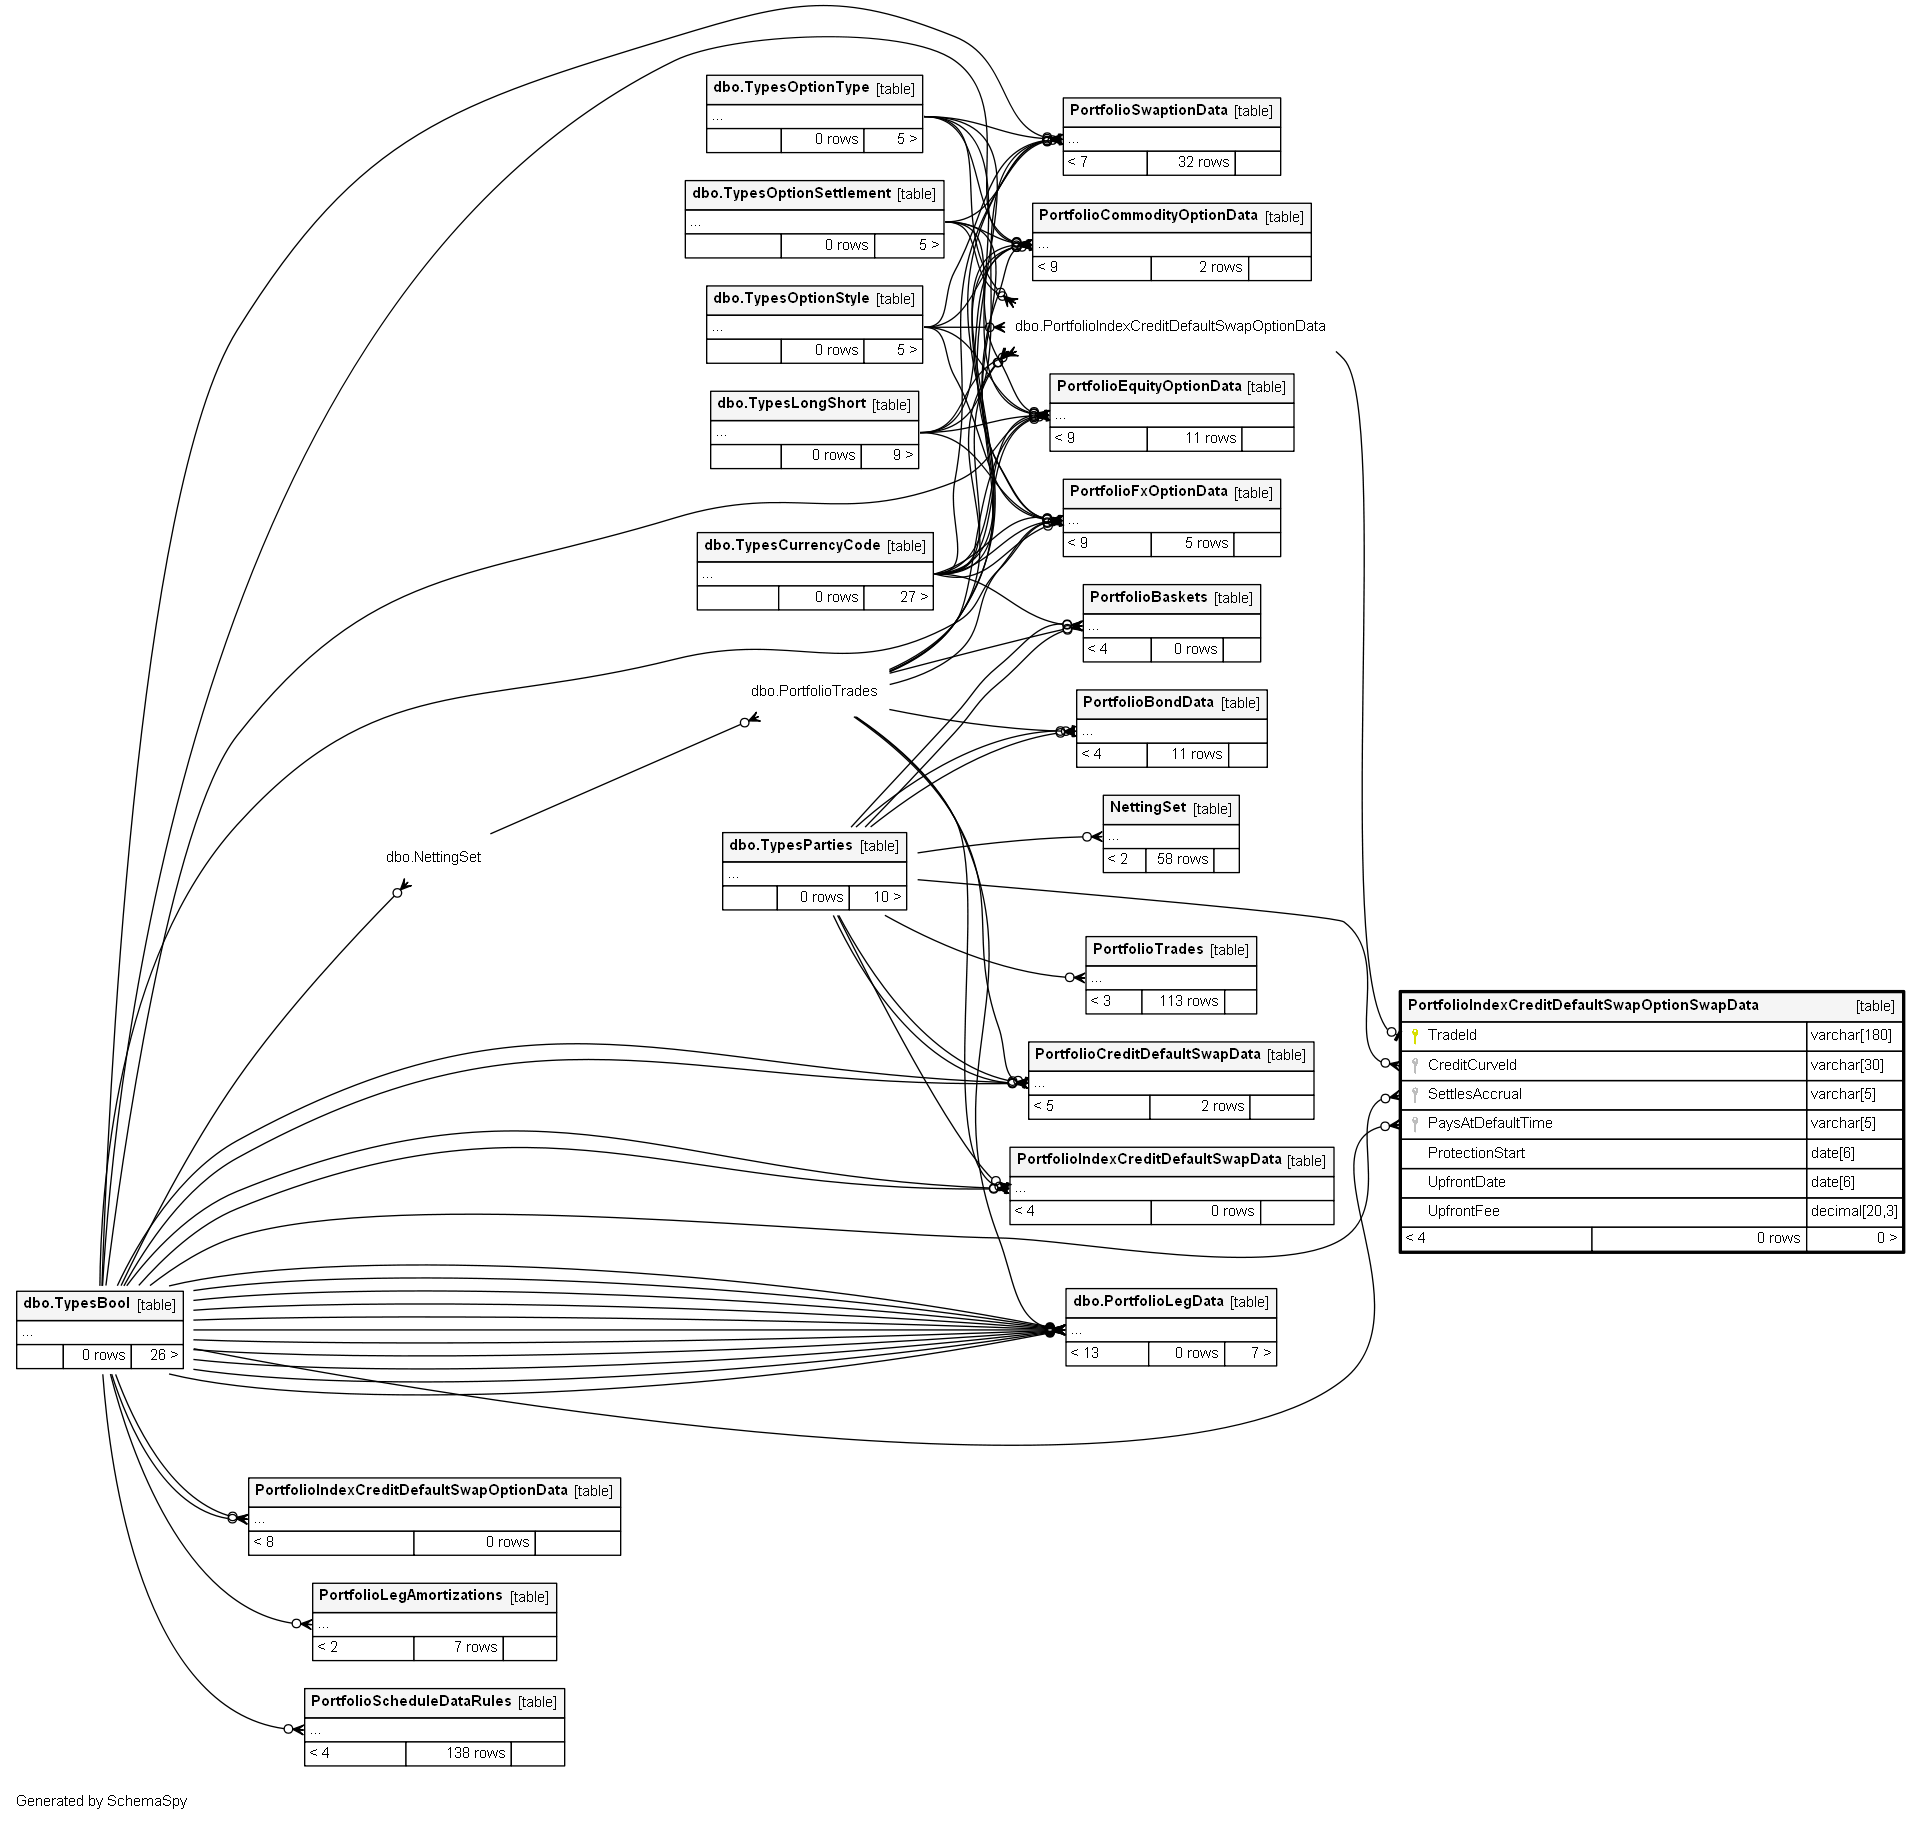 dbo.TypesOptionType [table]
...
0 rows 5 >
dbo.TypesOptionSettlement [table]
...
0 rows 5 >
dbo.TypesOptionStyle [table]
...
0 rows 5 >
dbo.TypesLongShort [table]
...
0 rows 9 >
dbo.TypesCurrencyCode [table]
...
0 rows 27 >
dbo.PortfolioTrades
dbo.NettingSet
dbo.TypesParties [table]
...
0 rows 10 >
PortfolioSwaptionData [table]
...
< 7 32 rows
PortfolioCommodityOptionData [table]
...
< 9 2 rows
dbo.PortfolioIndexCreditDefaultSwapOptionData
PortfolioEquityOptionData [table]
...
< 9 11 rows
PortfolioFxOptionData [table]
...
< 9 5 rows
PortfolioBaskets [table]
...
< 4 0 rows
PortfolioBondData [table]
...
< 4 11 rows
NettingSet [table]
...
< 2 58 rows
PortfolioTrades [table]
...
< 3 113 rows
PortfolioCreditDefaultSwapData [table]
...
< 5 2 rows
PortfolioIndexCreditDefaultSwapData [table]
...
< 4 0 rows
dbo.PortfolioLegData [table]
...
< 13 0 rows 7 >
PortfolioIndexCreditDefaultSwapOptionSwapData [table]
TradeId varchar[180]
CreditCurveId varchar[30]
SettlesAccrual varchar[5]
PaysAtDefaultTime varchar[5]
ProtectionStart date[6]
UpfrontDate date[6]
UpfrontFee decimal[20,3]
< 4 0 rows 0 >
dbo.TypesBool [table]
...
0 rows 26 >
PortfolioIndexCreditDefaultSwapOptionData [table]
...
< 8 0 rows
PortfolioLegAmortizations [table]
...
< 2 7 rows
PortfolioScheduleDataRules [table]
...
< 4 138 rows
Generated by SchemaSpy